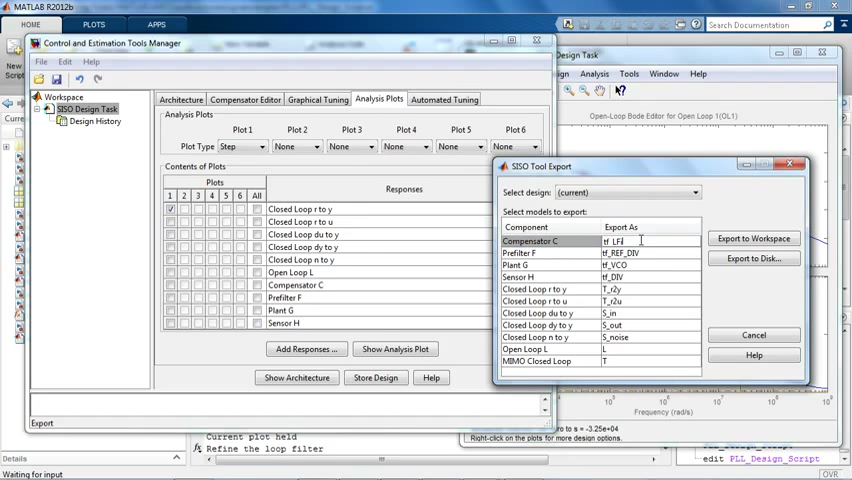 MATLAB R2012b
HOME PLOTS APPS
Search Documentation
New
Script
Curre
Control and Estimation Tools Manager
File Edit Help
Workspace
SISO Design Task
Design History
Architecture Compensator Editor Graphical Tuning Analysis Plots Automated Tuning
Analysis Plots
Plot 1 Plot 2 Plot 3 Plot 4 Plot 5 Plot 6
Plot Type Step None None None None None
Contents of Plots
Plots Responses
1 2 3 4 5 6 All
Closed Loop r to y
Closed Loop r to u
Closed Loop du to y
Closed Loop dy to y
Closed Loop n to y
Open Loop L
Compensator C
Prefilter F
Plant G
Sensor H
Add Responses ... Show Analysis Plot
Show Architecture Store Design Help
Export
Design Task
Analysis Tools Window Help
Open-Loop Bode Editor for Open Loop 1(OL1)
SISO Tool Export
Select design: (current)
Select models to export:
Component Export As
Compensator C tf_LFil
Prefilter F tf_REF_DIV
Plant G tf_VCO
Sensor H tf_DIV
Closed Loop r to y T_r2y
Closed Loop r to u T_r2u
Closed Loop du to y S_in
Closed Loop dy to y S_out
Closed Loop n to y S_noise
Open Loop L L
MIMO Closed Loop T
Export to Workspace
Export to Disk...
Cancel
Help
Frequency (rad/s)
ro to s = -3.25e+04
Right-click on the plots for more design options.
Current plot held
fx Refine the loop filter
edit PLL_Design_Script
Details
Waiting for input
OVR